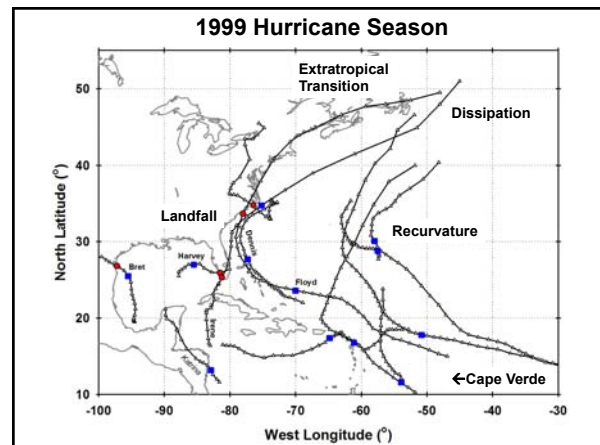 1999 Hurricane Season
Extratropical
Transition
Dissipation
Landfall
Recurvature
Harvey
Bret
Dennis
Floyd
Irene
Katrina
←Cape Verde
50
40
30
20
10
-100
-90
-80
-70
-60
-50
-40
-30
North Latitude (°)
West Longitude (°)